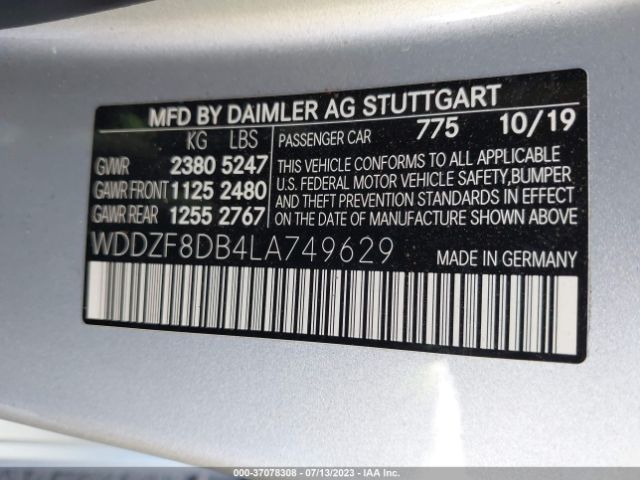 MFD BY DAIMLER AG STUTTGART
KG LBS PASSENGER CAR 775 10/19
GVWR 2380 5247 THIS VEHICLE CONFORMS TO ALL APPLICABLE
GAWR FRONT 1125 2480 U.S. FEDERAL MOTOR VEHICLE SAFETY,BUMPER
GAWR REAR 1255 2767 AND THEFT PREVENTION STANDARDS IN EFFECT
ON THE DATE OF MANUFACTURE SHOWN ABOVE
WDDZF8DB4LA749629 MADE IN GERMANY
000-37078308 - 07/13/2023 - IAA Inc.